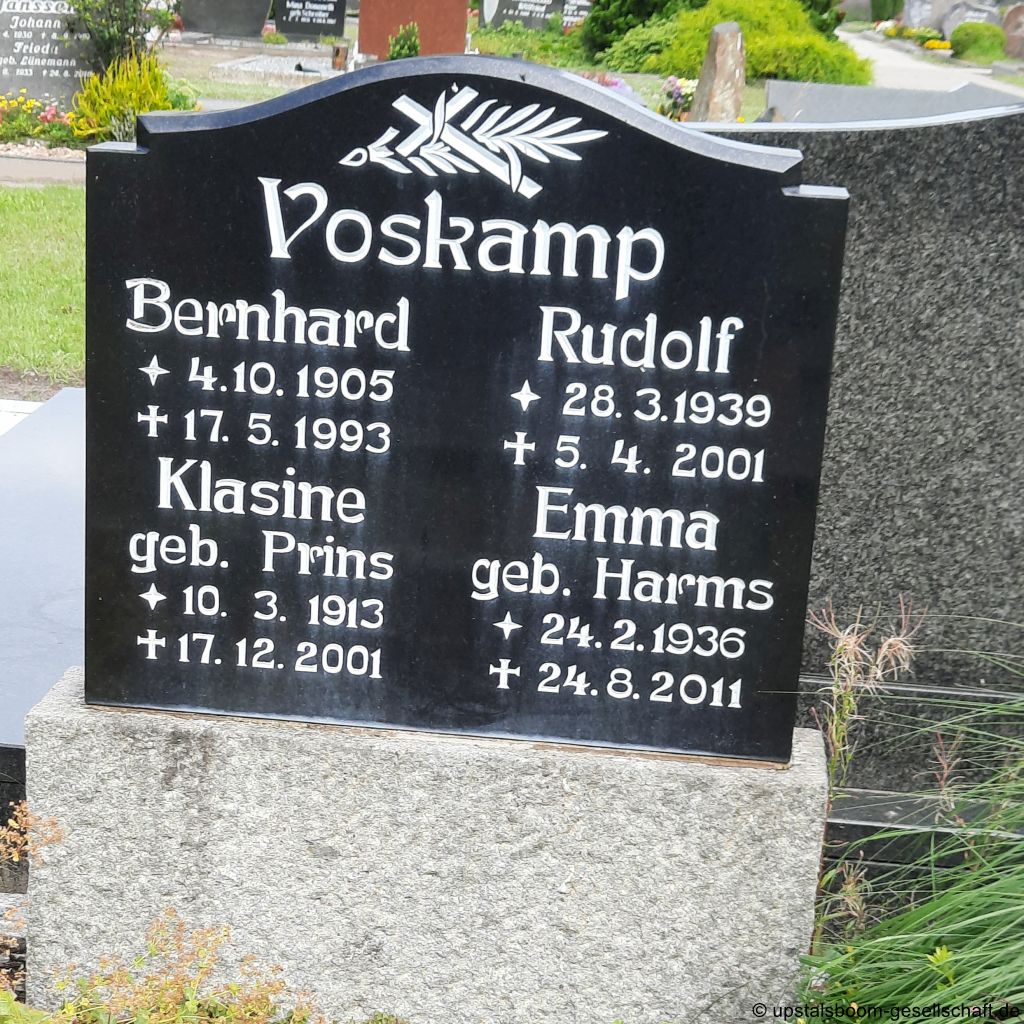 Johann
Voskamp
Bernhard
✧ 4.10.1905
✝ 17. 5. 1993
Klasine
geb. Prins
✧ 10. 3. 1913
✝ 17. 12. 2001
Rudolf
✧ 28. 3. 1939
✝ 5. 4. 2001
Emma
geb. Harms
✧ 24. 2. 1936
✝ 24. 8. 2011
© upstalsboom-gesellschaft.de